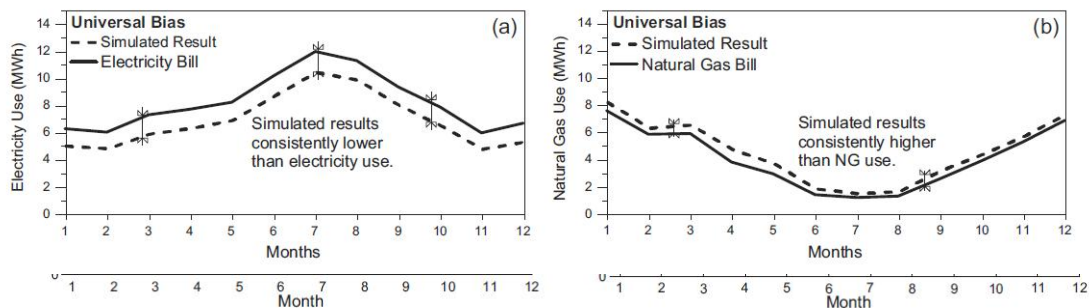 Universal Bias
(a)
Simulated Result
Electricity Bill
Electricity Use (MWh)
14
12
10
8
6
4
2
0
Simulated results
consistently lower
than electricity use.
1 2 3 4 5 6 7 8 9 10 11 12
Months
0
1 2 3 4 5 6 7 8 9 10 11 12
Month
Universal Bias
(b)
Simulated Result
Natural Gas Bill
Natural Gas Use (MWh)
14
12
10
8
6
4
2
0
Simulated results
consistently higher
than NG use.
1 2 3 4 5 6 7 8 9 10 11 12
Months
0
1 2 3 4 5 6 7 8 9 10 11 12
Month